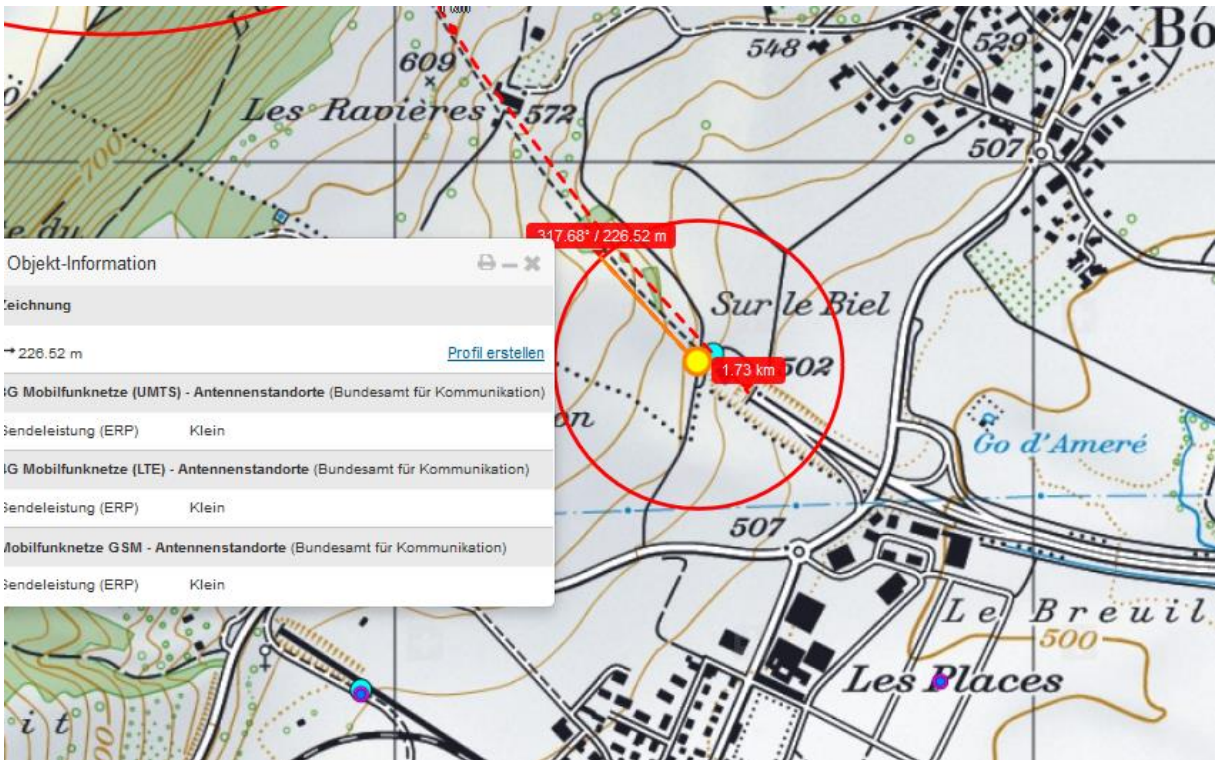 548
529
609
Les Ravières
572
507
700
317.68° / 226.52 m
Objekt-Information
Zeichnung
226.52 m
Profil erstellen
3G Mobilfunknetze (UMTS) - Antennenstandorte (Bundesamt für Kommunikation)
Sendeleistung (ERP) Klein
4G Mobilfunknetze (LTE) - Antennenstandorte (Bundesamt für Kommunikation)
Sendeleistung (ERP) Klein
Mobilfunknetze GSM - Antennenstandorte (Bundesamt für Kommunikation)
Sendeleistung (ERP) Klein
Sur le Biel
1.73 km
502
Go d'Ameré
507
Le Breuil
500
Les Places